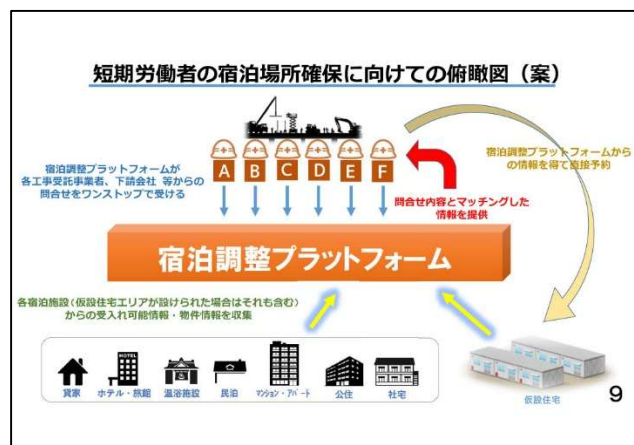 短期労働者の宿泊場所確保に向けての俯瞰図（案）
宿泊調整プラットフォームが
各工事受託事業者、下請会社 等からの
問合せをワンストップで受ける
A B C D E F
宿泊調整プラットフォームから
の情報を得て直接予約
問合せ内容とマッチングした
情報を提供
宿泊調整プラットフォーム
各宿泊施設（仮設住宅エリアが設けられた場合はそれも含む）
からの受入れ可能情報・物件情報を収集
HOTEL
貸家 ホテル・旅館 温浴施設 民泊 マンション・アパート 公住 社宅
仮設住宅
9